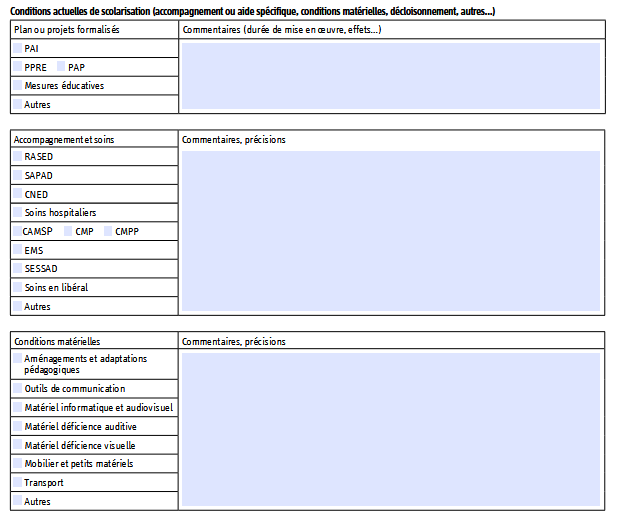 Conditions actuelles de scolarisation (accompagnement ou aide spécifique, conditions matérielles, décloisonnement, autres...)
Plan ou projets formalisés
Commentaires (durée de mise en œuvre, effets...)
PAI
PPRE PAP
Mesures éducatives
Autres
Accompagnement et soins
Commentaires, précisions
RASED
SAPAD
CNED
Soins hospitaliers
CAMSP CMP CMPP
EMS
SESSAD
Soins en libéral
Autres
Conditions matérielles
Commentaires, précisions
Aménagements et adaptations
pédagogiques
Outils de communication
Matériel informatique et audiovisuel
Matériel déficience auditive
Matériel déficience visuelle
Mobilier et petits matériels
Transport
Autres